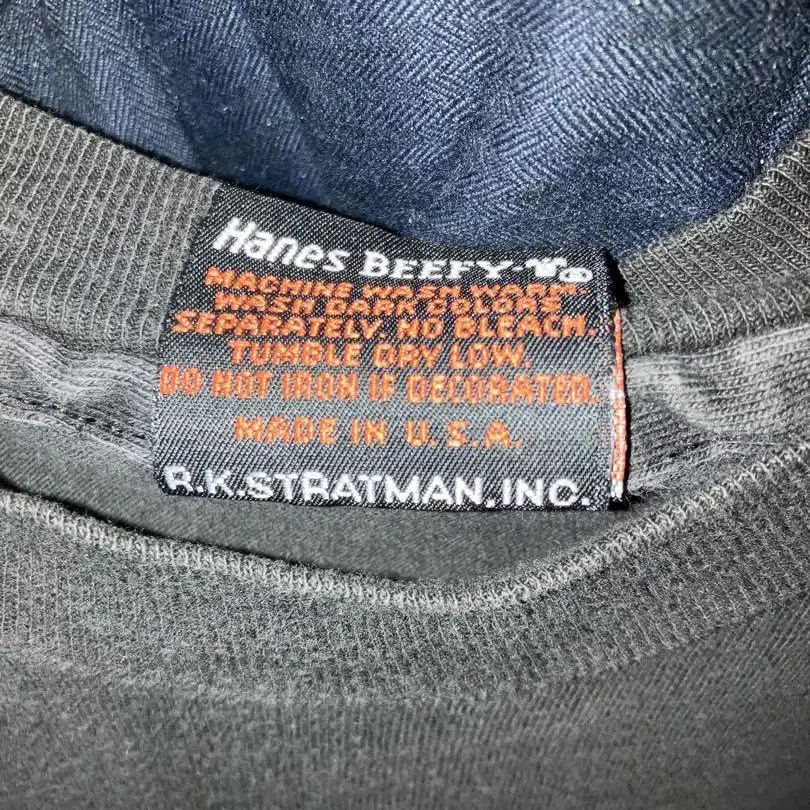 Hanes BEEFY-T®
MACHINE WASH WARM.
WASH DARK COLORS
SEPARATELY. NO BLEACH.
TUMBLE DRY LOW.
DO NOT IRON IF DECORATED.
MADE IN U.S.A.
R.K.STRATMAN, INC.